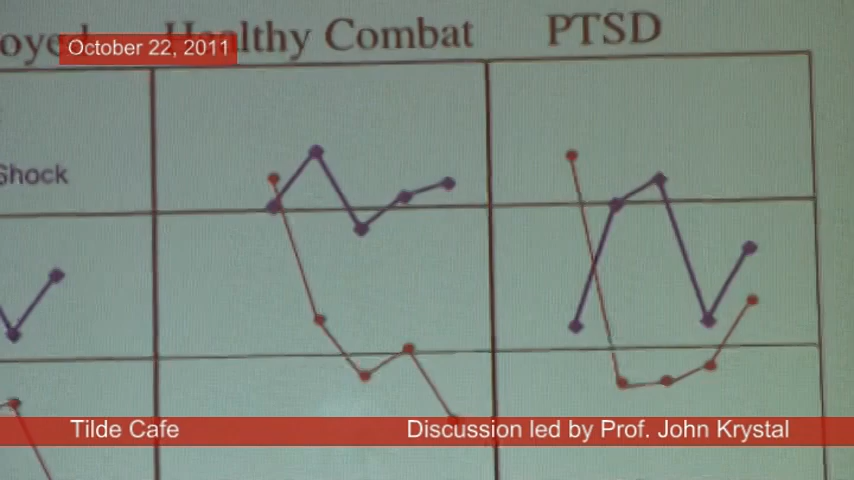 Healthy Combat PTSD
October 22, 2011
Shock
Tilde Cafe Discussion led by Prof. John Krystal